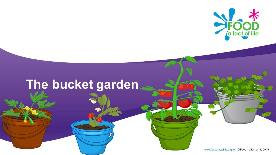 FOOD
a fact of life
The bucket garden